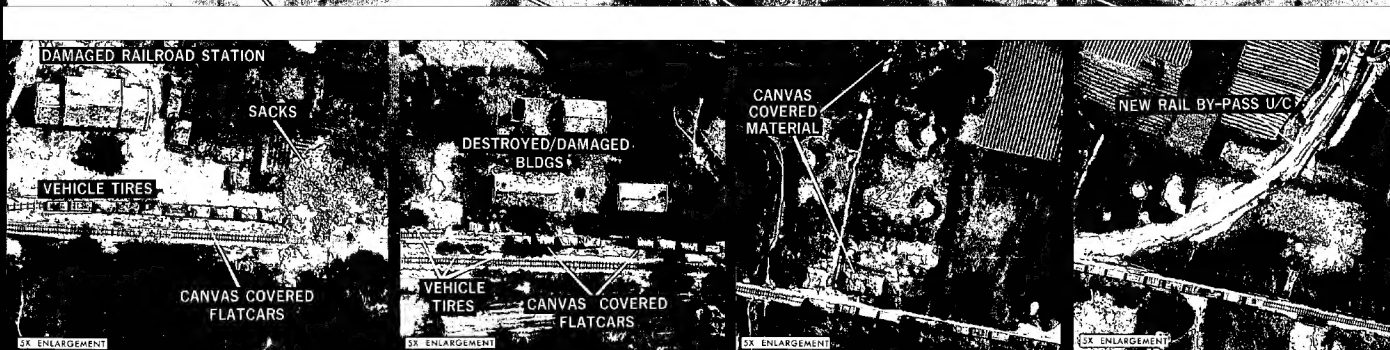 DAMAGED RAILROAD STATION
SACKS
VEHICLE TIRES
CANVAS COVERED
FLATCARS
5X ENLARGEMENT
DESTROYED/DAMAGED
BLDGS
VEHICLE
TIRES
CANVAS COVERED
FLATCARS
5X ENLARGEMENT
CANVAS
COVERED
MATERIAL
5X ENLARGEMENT
NEW RAIL BY-PASS U/C
5X ENLARGEMENT